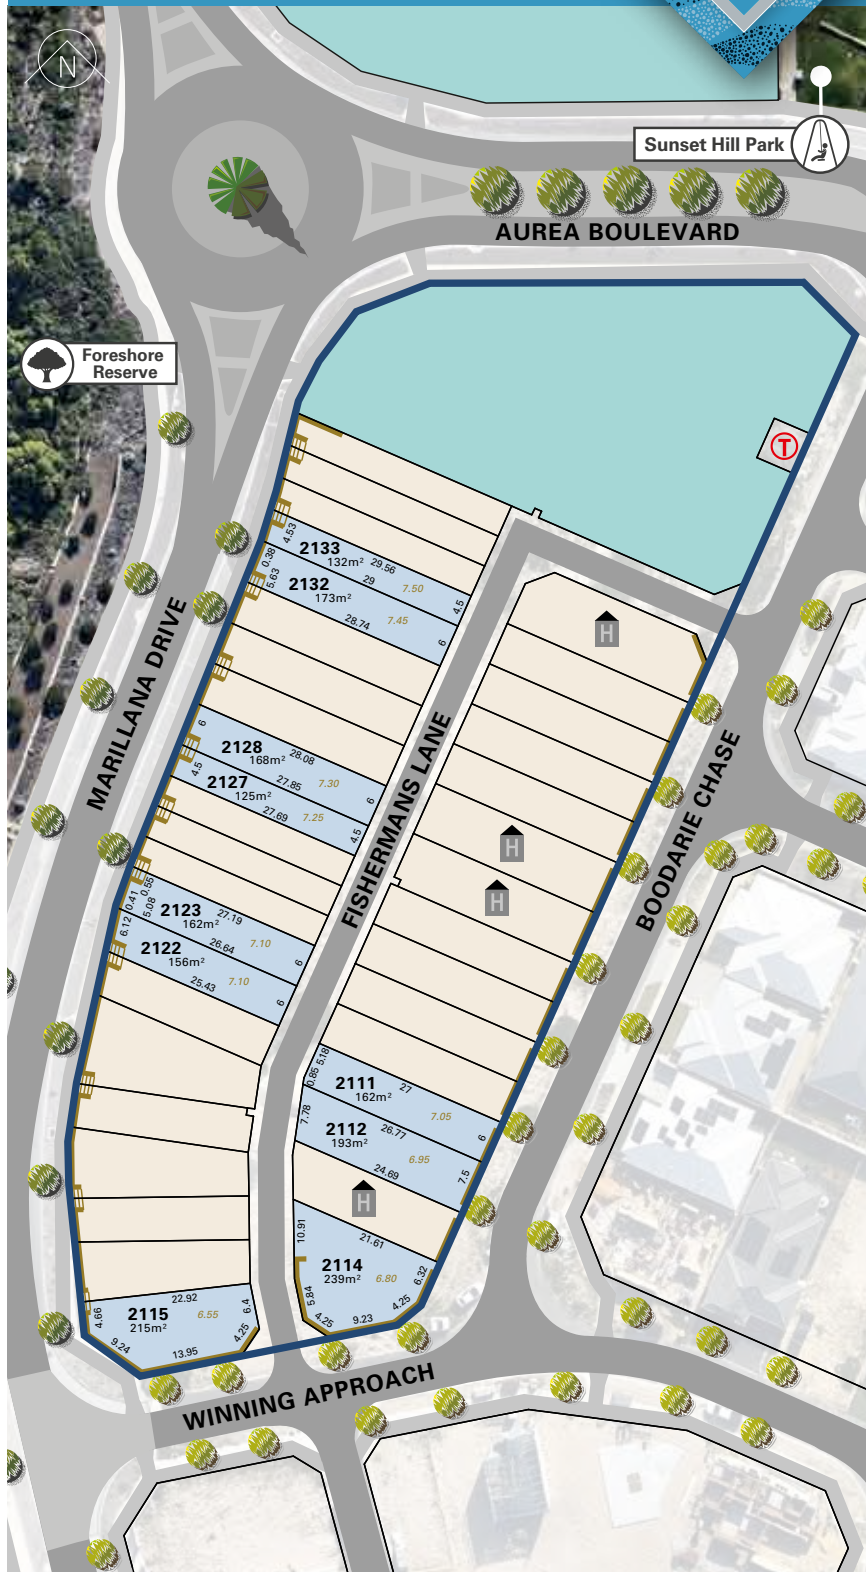 N
Sunset Hill Park
AUREA BOULEVARD
Foreshore
Reserve
T
MARILLANA DRIVE
FISHERMANS LANE
BOODARIE CHASE
WINNING APPROACH
4.53
2133
132m²
29.56
7.50
4.5
0.38
5.63
2132
173m²
29
7.45
28.74
6
H
6
2128
168m²
28.08
7.30
6
4.5
2127
125m²
27.85
7.25
27.69
4.5
H
H
0.55
0.41
5.08
2123
162m²
27.19
7.10
26.64
6
6.12
2122
156m²
7.10
25.43
6
5.18
0.85
2111
162m²
27
7.05
6
7.78
2112
193m²
26.77
6.95
24.69
7.5
H
10.91
21.61
2114
239m²
6.80
6.32
5.84
4.25
9.23
4.25
22.92
4.66
2115
215m²
6.55
6.4
9.24
13.95
4.25